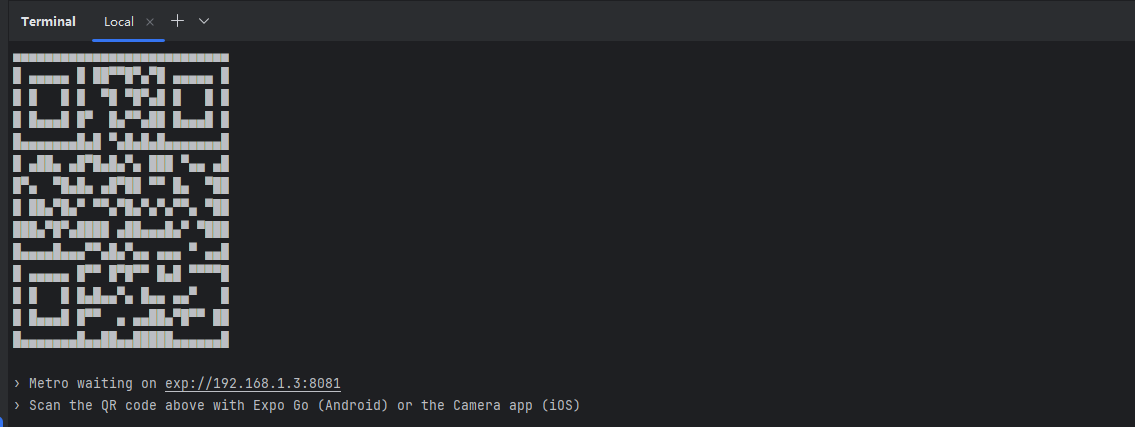 Terminal Local
› Metro waiting on exp://192.168.1.3:8081
› Scan the QR code above with Expo Go (Android) or the Camera app (iOS)